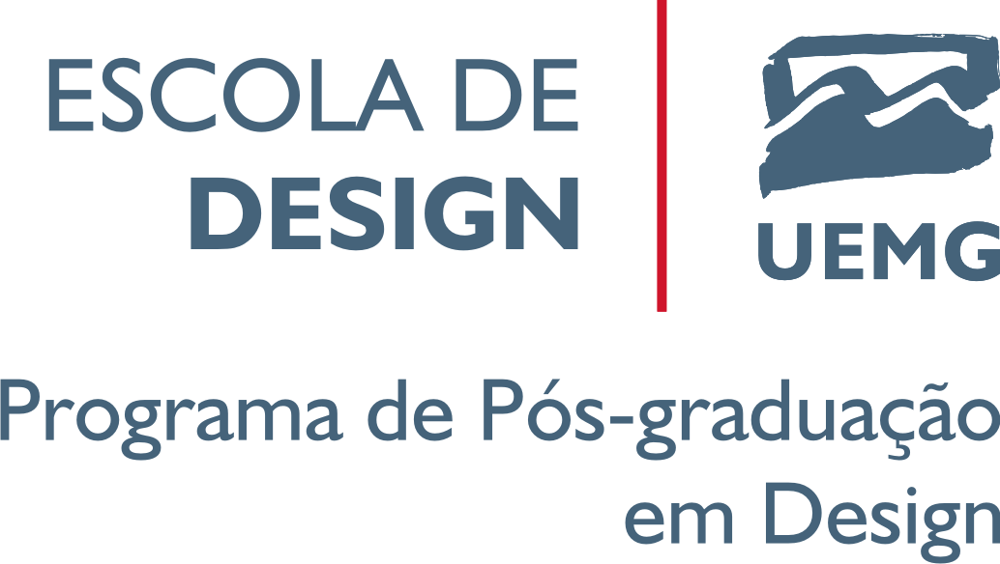 ESCOLA DE
DESIGN
UEMG
Programa de Pós-graduação
em Design